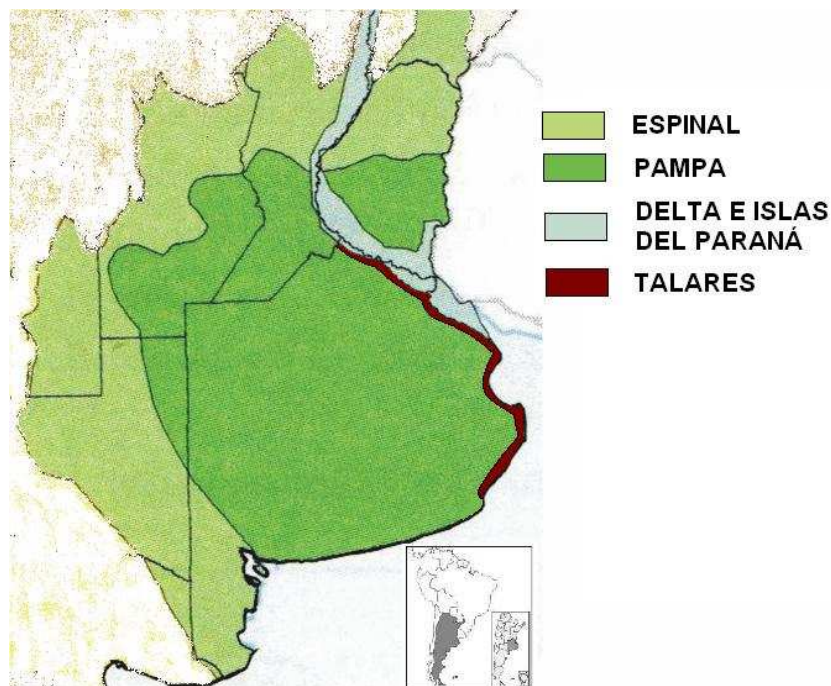 ESPINAL
PAMPA
DELTA E ISLAS
DEL PARANÁ
TALARES